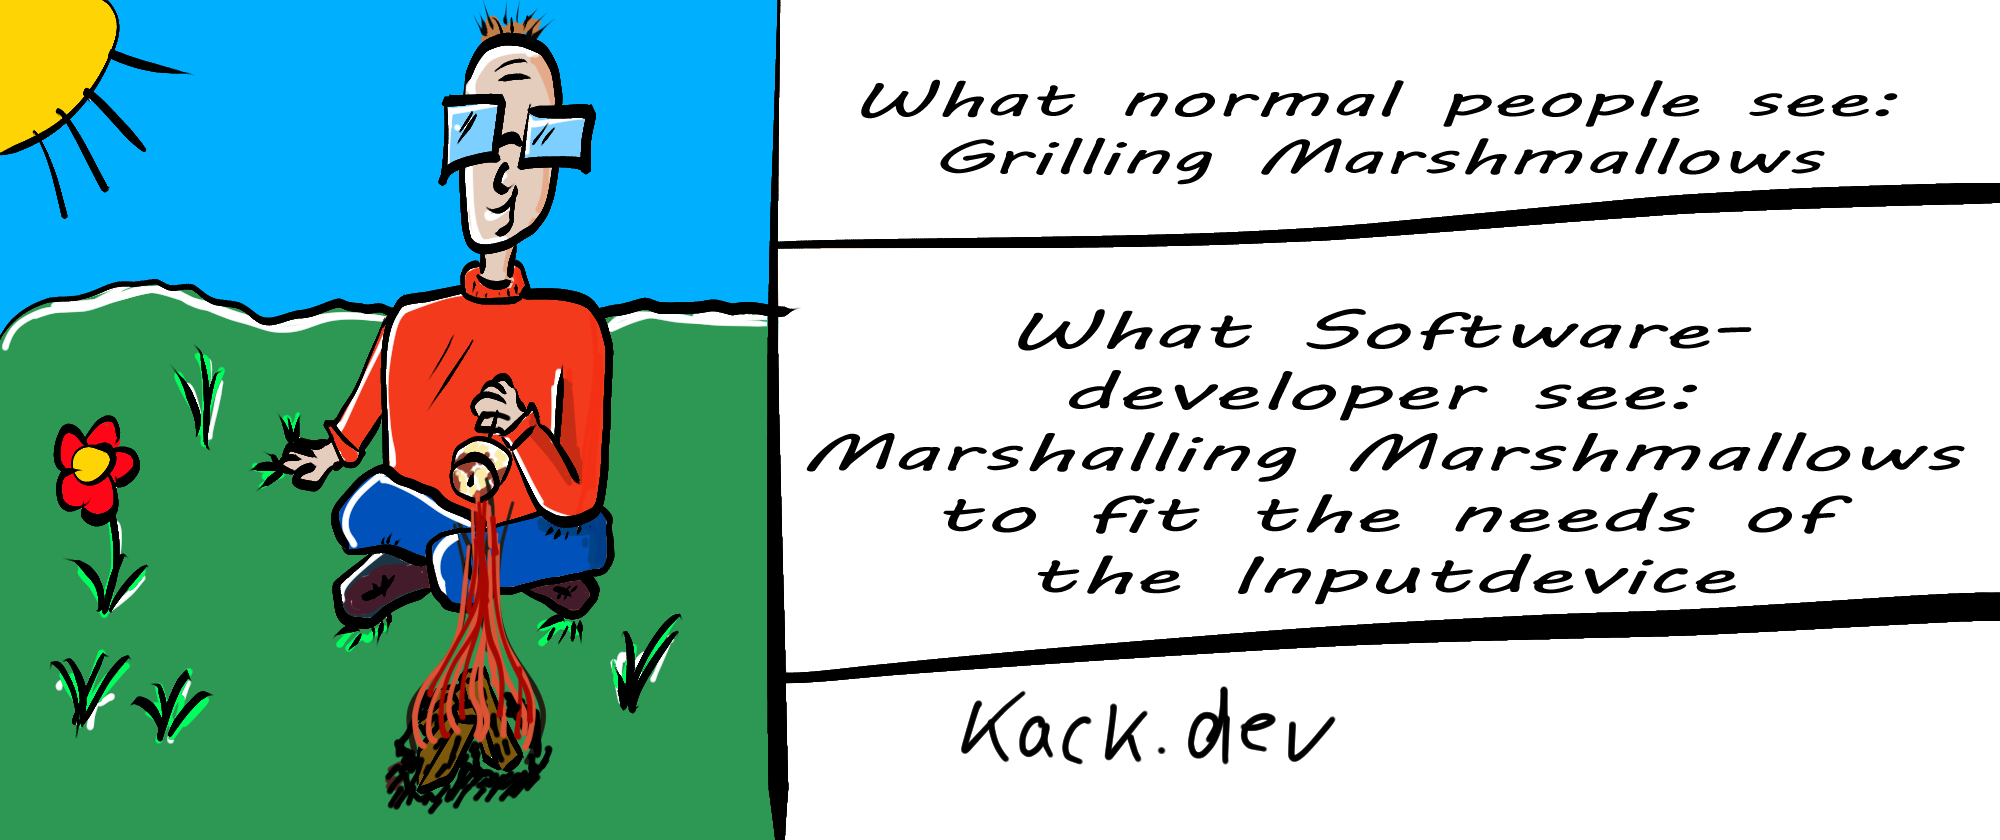 What normal people see:
Grilling Marshmallows
What Software-
developer see:
Marshalling Marshmallows
to fit the needs of
the Inputdevice
Kack.dev